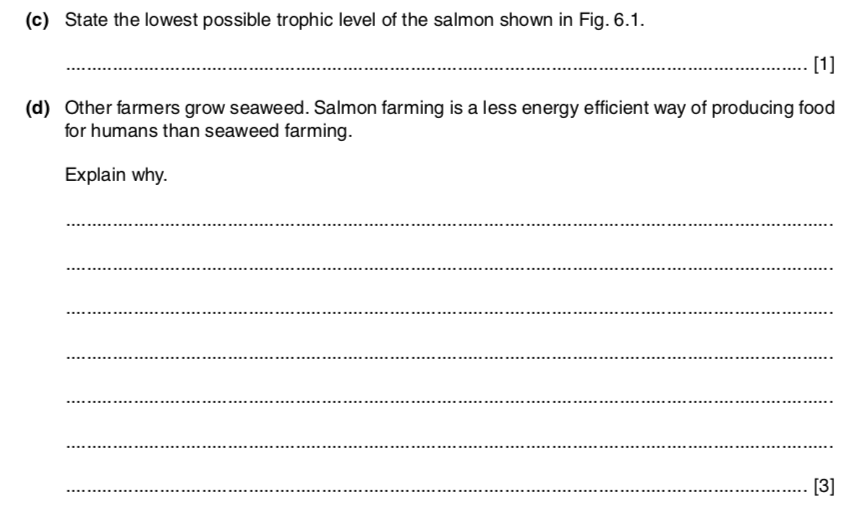 (c) State the lowest possible trophic level of the salmon shown in Fig. 6.1.
[1]
(d) Other farmers grow seaweed. Salmon farming is a less energy efficient way of producing food
for humans than seaweed farming.
Explain why.
[3]